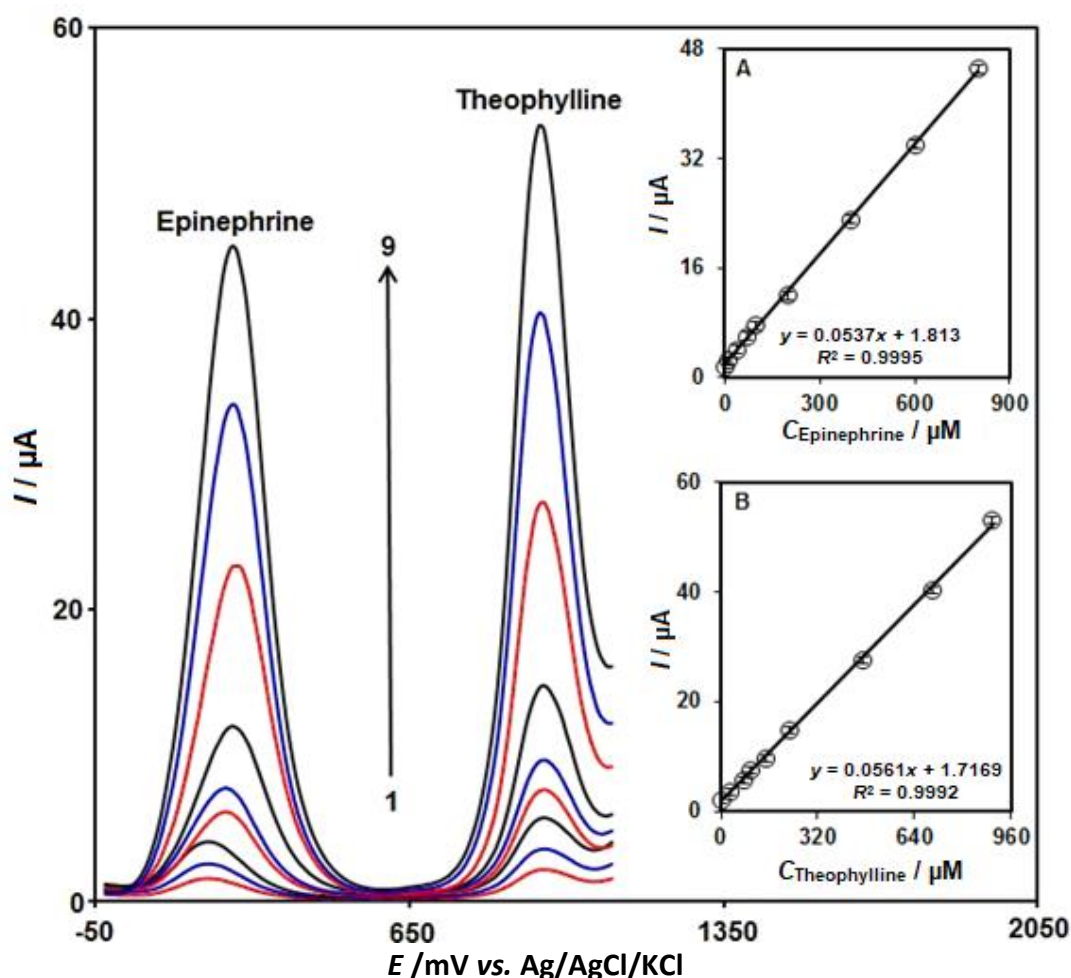 60
40
20
0
I / µA
-50
650
1350
2050
E /mV vs. Ag/AgCl/KCl
Epinephrine
Theophylline
9
1
A
48
32
16
0
I / µA
y = 0.0537x + 1.813
R² = 0.9995
0
300
600
900
CEpinephrine / µM
B
60
40
20
0
I / µA
y = 0.0561x + 1.7169
R² = 0.9992
0
320
640
960
CTheophylline / µM